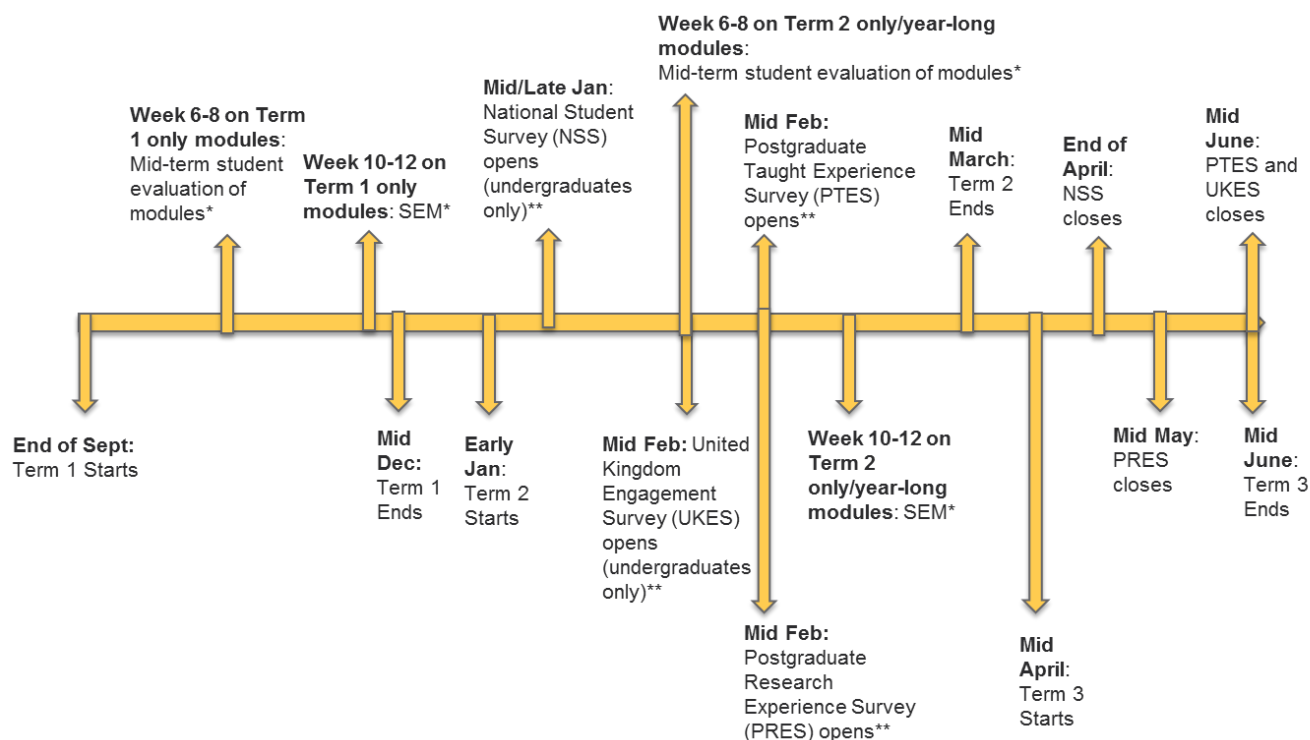 Week 6-8 on Term 2 only/year-long
modules:
Mid-term student evaluation of modules*
Week 6-8 on Term
1 only modules:
Mid-term student
evaluation of
modules*
Week 10-12 on
Term 1 only
modules: SEM*
Mid/Late Jan:
National Student
Survey (NSS)
opens
(undergraduates
only)**
Mid Feb:
Postgraduate
Taught Experience
Survey (PTES)
opens**
Mid
March:
Term 2
Ends
End of
April:
NSS
closes
Mid
June:
PTES and
UKES
closes
End of Sept:
Term 1 Starts
Mid
Dec:
Term 1
Ends
Early
Jan:
Term 2
Starts
Mid Feb: United
Kingdom
Engagement
Survey (UKES)
opens
(undergraduates
only)**
Mid Feb:
Postgraduate
Research
Experience Survey
(PRES) opens**
Week 10-12 on
Term 2
only/year-long
modules: SEM*
Mid
April:
Term 3
Starts
Mid May:
PRES
closes
Mid
June:
Term 3
Ends